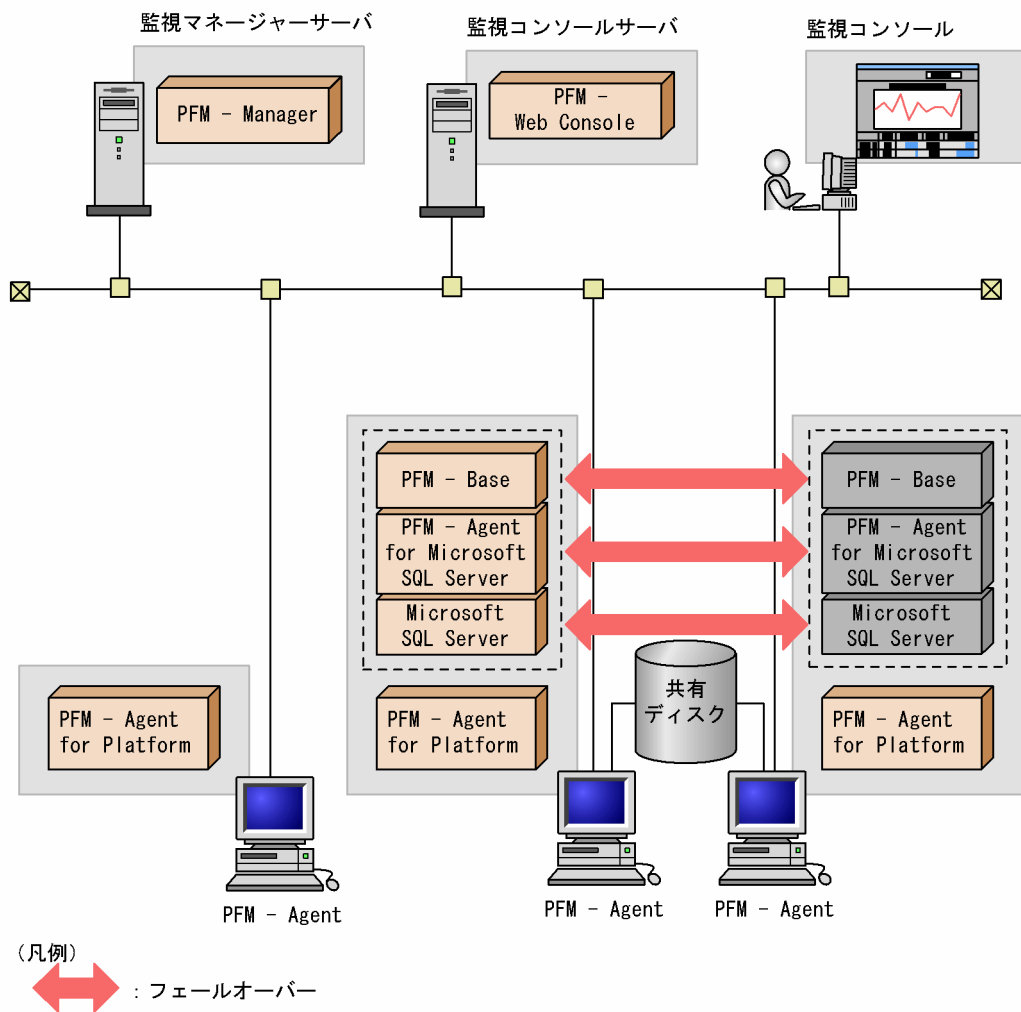 監視マネージャーサーバ
監視コンソールサーバ
監視コンソール
PFM - Manager
PFM -
Web Console
PFM - Base
PFM - Agent
for Microsoft
SQL Server
Microsoft
SQL Server
PFM - Base
PFM - Agent
for Microsoft
SQL Server
Microsoft
SQL Server
共有
ディスク
PFM - Agent
for Platform
PFM - Agent
for Platform
PFM - Agent
for Platform
PFM - Agent
PFM - Agent
PFM - Agent
(凡例)
: フェールオーバー